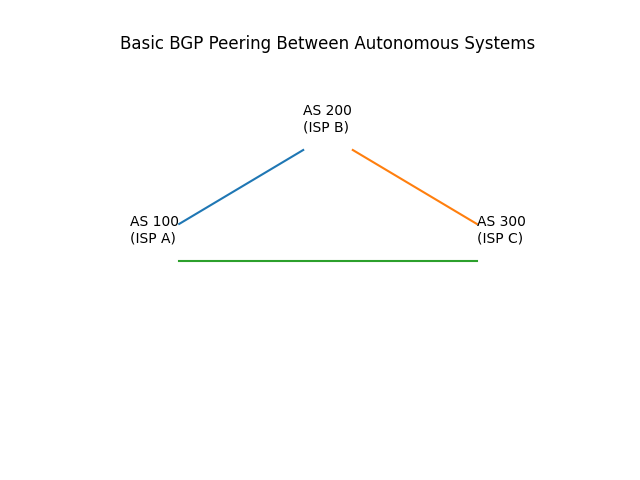 Basic BGP Peering Between Autonomous Systems
AS 200
(ISP B)
AS 100
(ISP A)
AS 300
(ISP C)